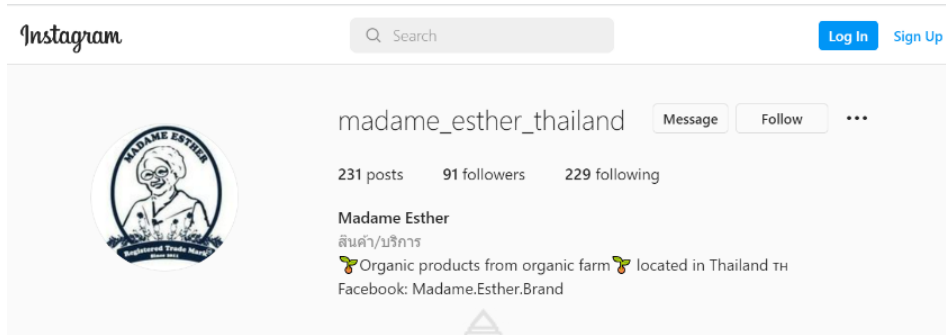 Instagram
Search
Log In
Sign Up
MADAME ESTHER
Registered Trade Mark
Since 2011
madame_esther_thailand
Message
Follow
231 posts 91 followers 229 following
Madame Esther
สินค้า/บริการ
Organic products from organic farm located in Thailand TH
Facebook: Madame.Esther.Brand